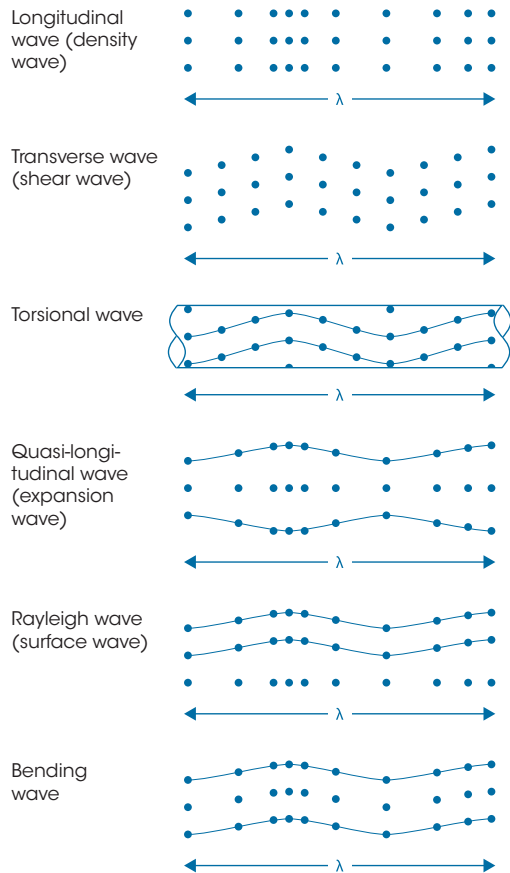 Longitudinal
wave (density
wave)
λ
Transverse wave
(shear wave)
λ
Torsional wave
λ
Quasi-longi-
tudinal wave
(expansion
wave)
λ
Rayleigh wave
(surface wave)
λ
Bending
wave
λ